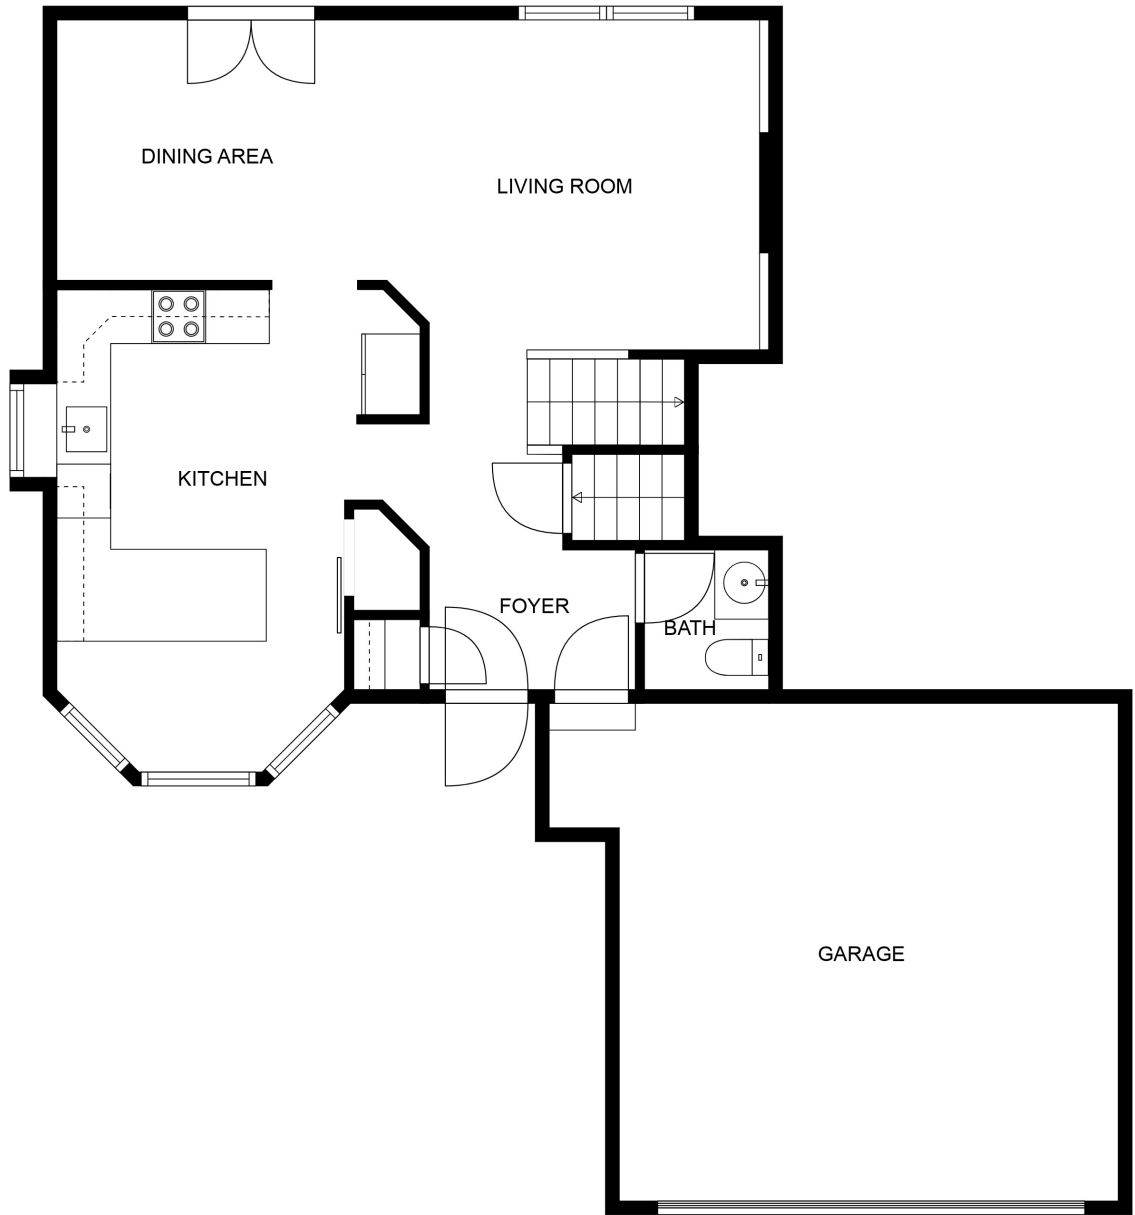 DINING AREA
LIVING ROOM
KITCHEN
FOYER
BATH
GARAGE